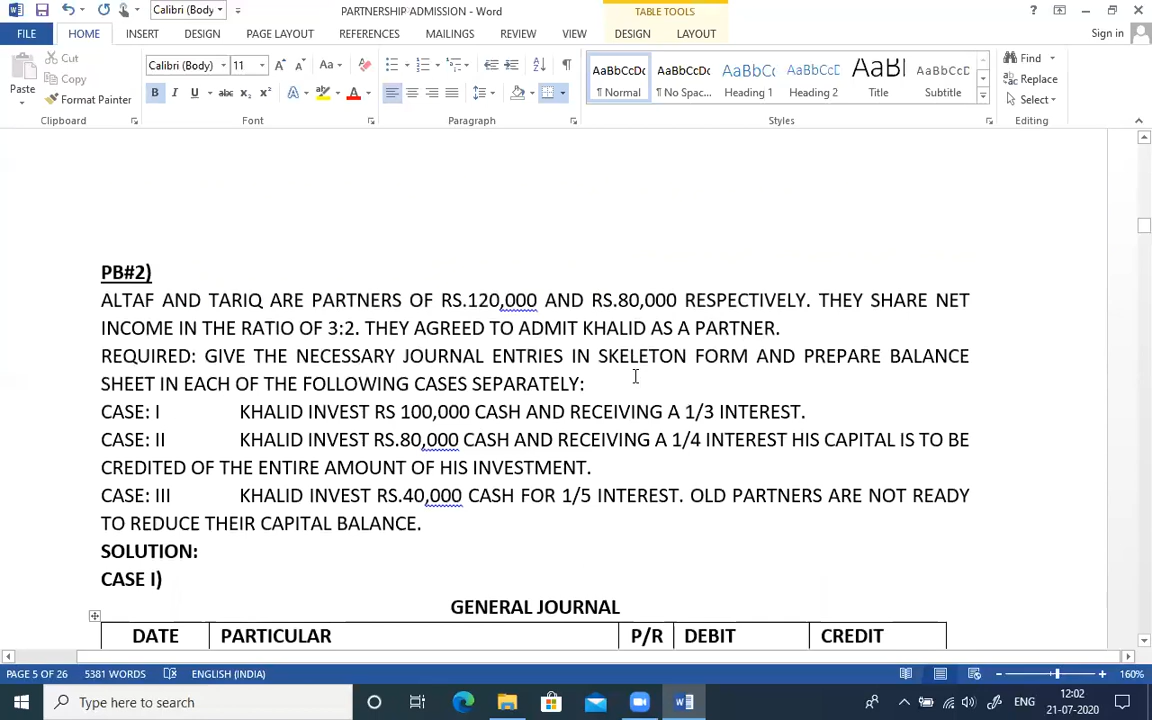 PARTNERSHIP ADMISSION - Word
TABLE TOOLS
Calibri (Body
?
FILE HOME INSERT DESIGN PAGE LAYOUT REFERENCES MAILINGS REVIEW VIEW DESIGN LAYOUT Sign in
Paste
Cut
Copy
Format Painter
Calibri (Body) 11
Aa
B I U abc x₂ x²
AaBbCcDc AaBbCcDc AaBbCc AaBbCcD AaBl AaBbCcD
¶ Normal ¶ No Spac... Heading 1 Heading 2 Title Subtitle
Find
Replace
Select
Clipboard Font Paragraph Styles Editing
PB#2)
ALTAF AND TARIQ ARE PARTNERS OF RS.120,000 AND RS.80,000 RESPECTIVELY. THEY SHARE NET
INCOME IN THE RATIO OF 3:2. THEY AGREED TO ADMIT KHALID AS A PARTNER.
REQUIRED: GIVE THE NECESSARY JOURNAL ENTRIES IN SKELETON FORM AND PREPARE BALANCE
SHEET IN EACH OF THE FOLLOWING CASES SEPARATELY:
CASE: I KHALID INVEST RS 100,000 CASH AND RECEIVING A 1/3 INTEREST.
CASE: II KHALID INVEST RS.80,000 CASH AND RECEIVING A 1/4 INTEREST HIS CAPITAL IS TO BE
CREDITED OF THE ENTIRE AMOUNT OF HIS INVESTMENT.
CASE: III KHALID INVEST RS.40,000 CASH FOR 1/5 INTEREST. OLD PARTNERS ARE NOT READY
TO REDUCE THEIR CAPITAL BALANCE.
SOLUTION:
CASE I)
GENERAL JOURNAL
DATE PARTICULAR P/R DEBIT CREDIT
PAGE 5 OF 26 5381 WORDS ENGLISH (INDIA) 160%
Type here to search
ENG
12:02
21-07-2020